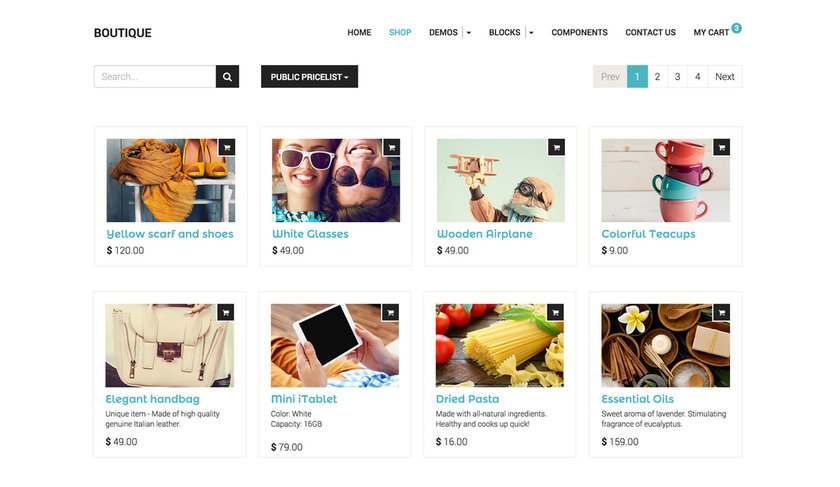 BOUTIQUE
HOME SHOP DEMOS BLOCKS COMPONENTS CONTACT US MY CART 3
Search... PUBLIC PRICELIST Prev 1 2 3 4 Next
Yellow scarf and shoes
$ 120.00
White Glasses
$ 49.00
Wooden Airplane
$ 49.00
Colorful Teacups
$ 9.00
Elegant handbag
Unique item - Made of high quality
genuine Italian leather.
$ 49.00
Mini iTablet
Color: White
Capacity: 16GB
$ 79.00
Dried Pasta
Made with all-natural ingredients.
Healthy and cooks up quick!
$ 16.00
Essential Oils
Sweet aroma of lavender. Stimulating
fragrance of eucalyptus.
$ 159.00